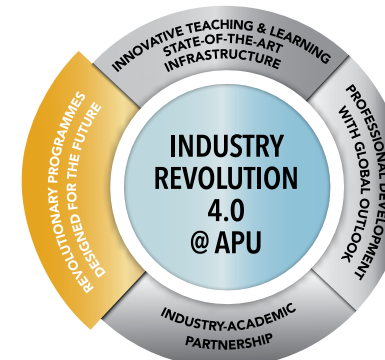 INNOVATIVE TEACHING & LEARNING
STATE-OF-THE-ART
INFRASTRUCTURE
PROFESSIONAL DEVELOPMENT
WITH GLOBAL OUTLOOK
INDUSTRY
REVOLUTION
4.0
@ APU
REVOLUTIONARY PROGRAMMES
DESIGNED FOR THE FUTURE
INDUSTRY-ACADEMIC
PARTNERSHIP